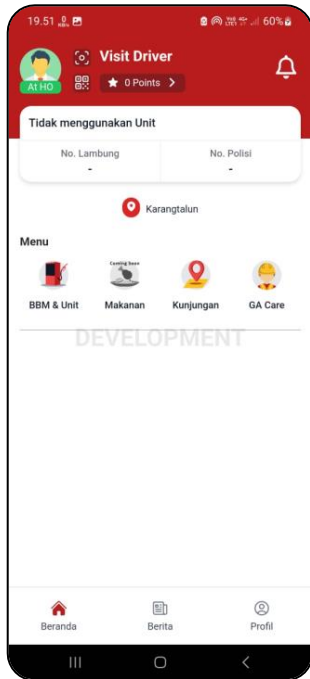 19.51
60%
Visit Driver
At HO
0 Points
Tidak menggunakan Unit
No. Lambung
No. Polisi
-
-
Karangtalun
Menu
Coming Soon
BBM & Unit
Makanan
Kunjungan
GA Care
DEVELOPMENT
Beranda
Berita
Profil